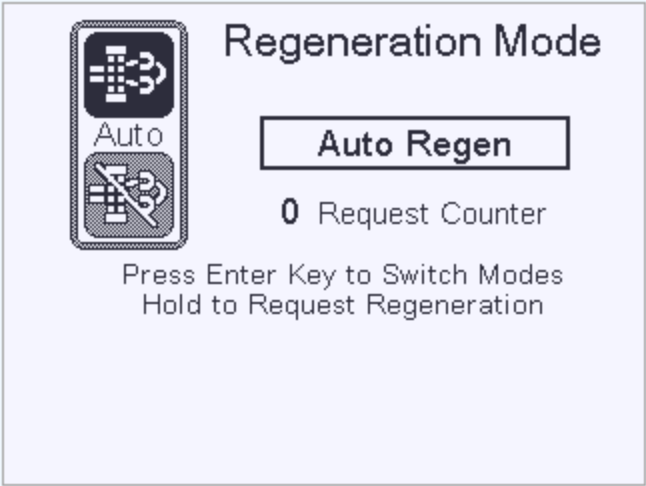 Regeneration Mode
Auto
Auto Regen
0 Request Counter
Press Enter Key to Switch Modes
Hold to Request Regeneration